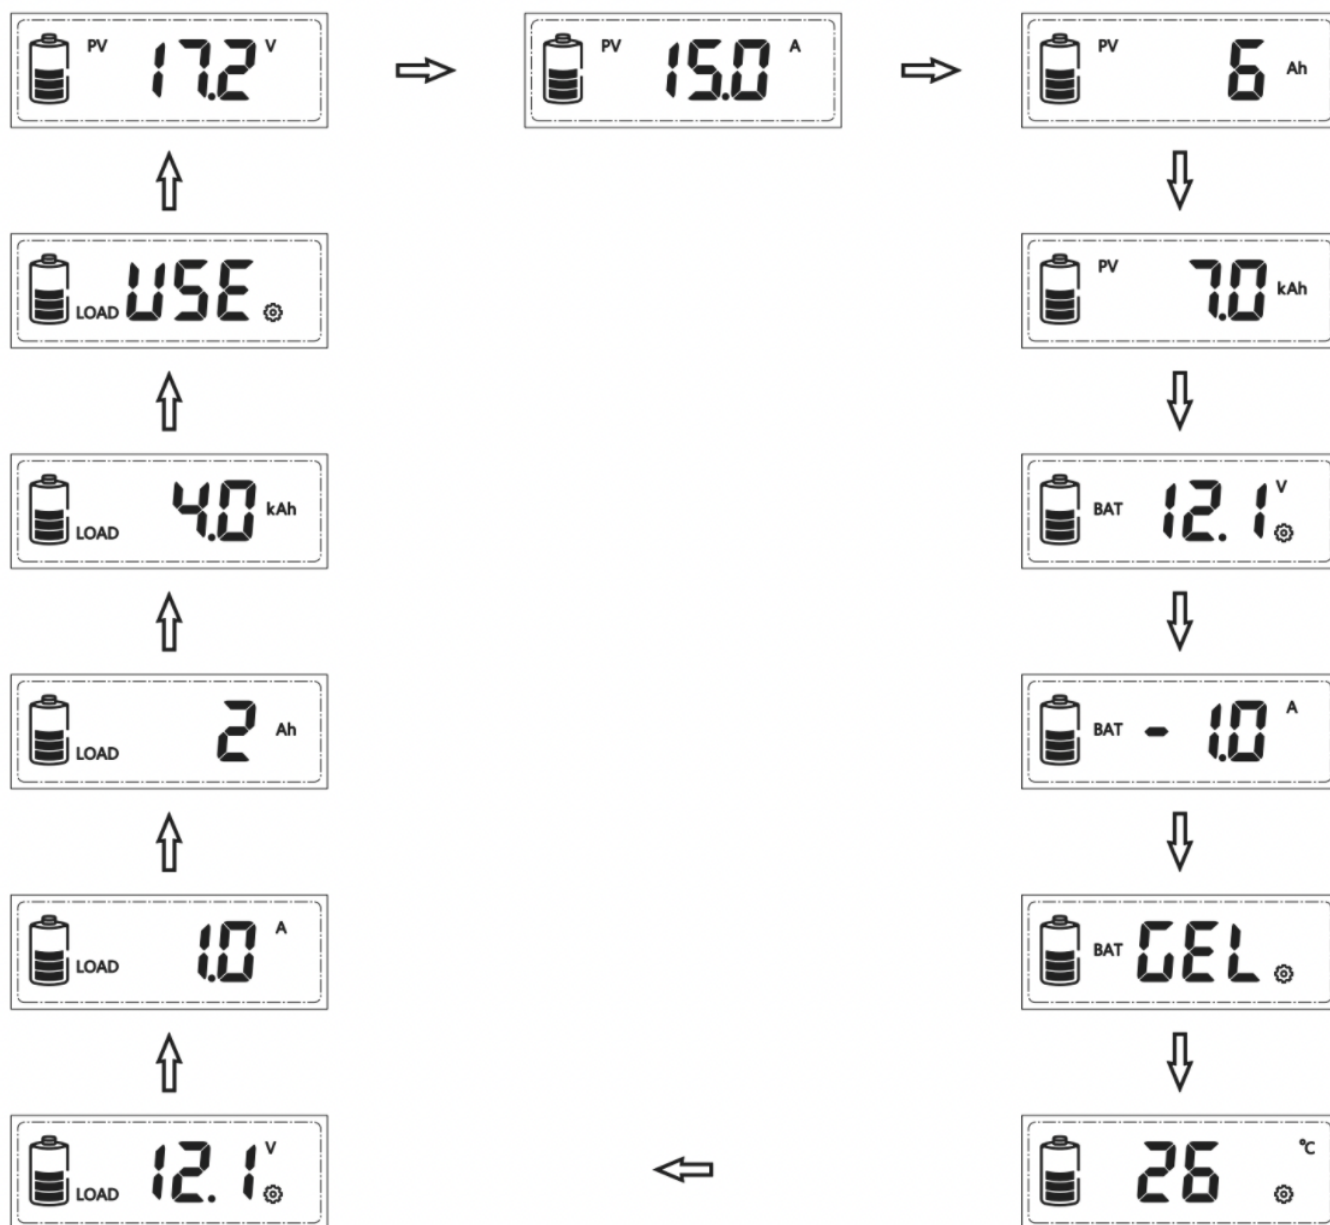 PV 17.2 V
PV 15.0 A
PV 6 Ah
PV 7.0 kAh
BAT 12.1 V
BAT - 1.0 A
BAT GEL
26 °C
LOAD 12.1 V
LOAD 1.0 A
LOAD 2 Ah
LOAD 4.0 kAh
LOAD USE